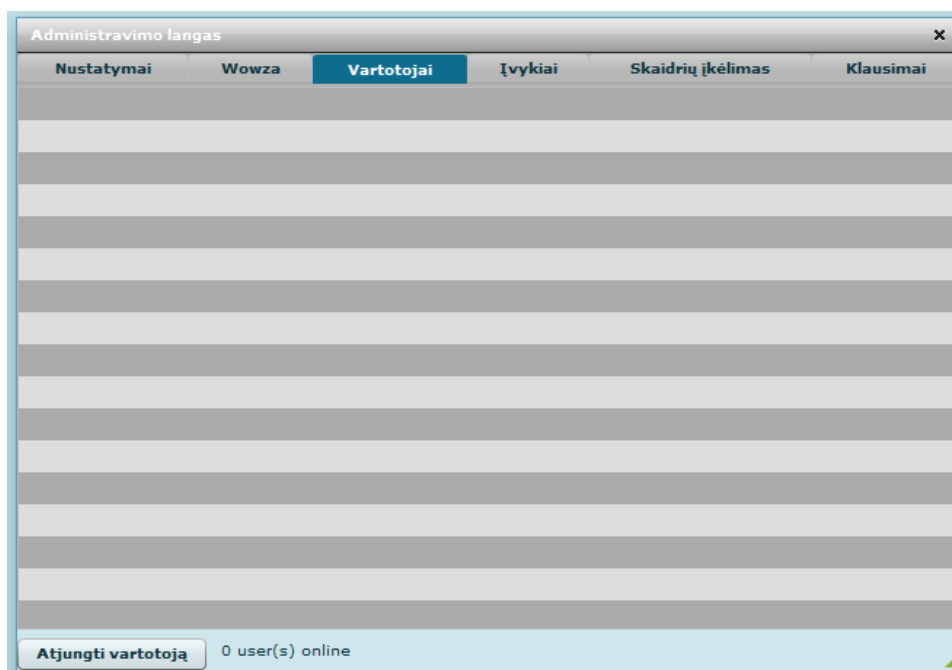 Administravimo langas
Nustatymai Wowza Vartotojai Įvykiai Skaidrių įkėlimas Klausimai
Atjungti vartotoją 0 user(s) online